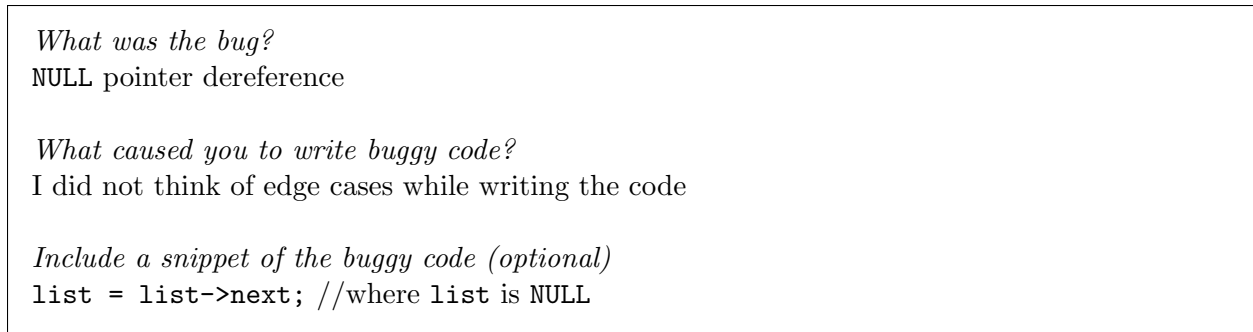 What was the bug?
NULL pointer dereference
What caused you to write buggy code?
I did not think of edge cases while writing the code
Include a snippet of the buggy code (optional)
list = list->next; //where list is NULL